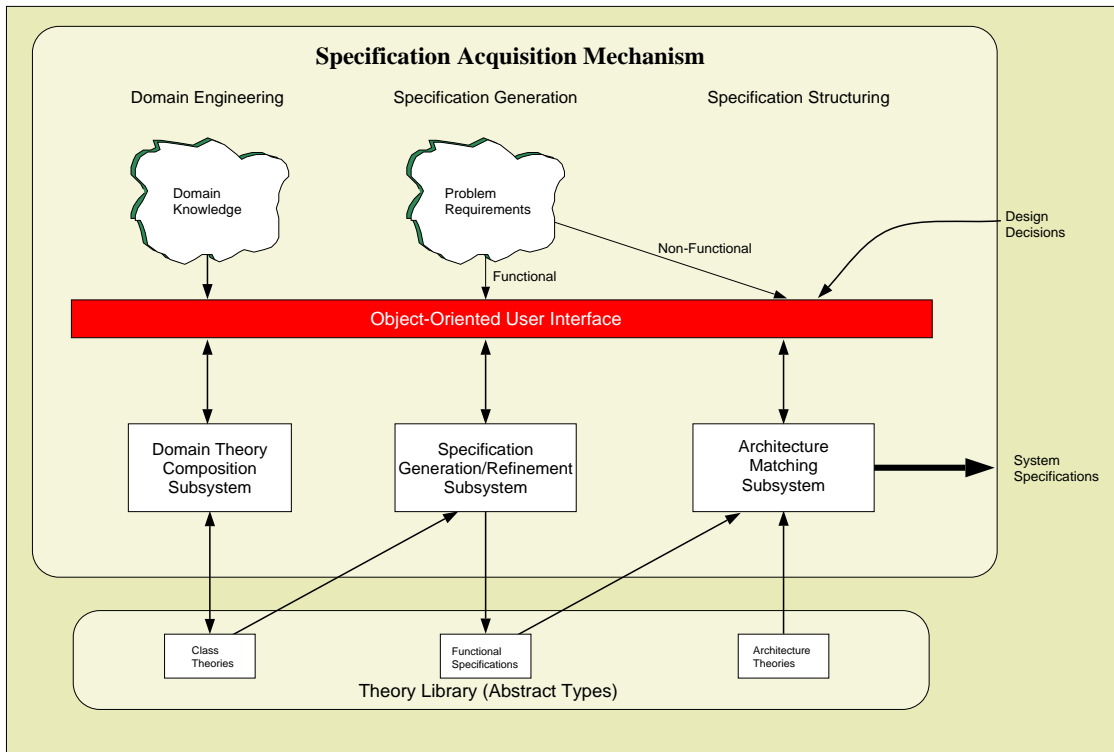 Specification Acquisition Mechanism
Domain Engineering
Specification Generation
Specification Structuring
Domain
Knowledge
Problem
Requirements
Design
Decisions
Non-Functional
Functional
Object-Oriented User Interface
Domain Theory
Composition
Subsystem
Specification
Generation/Refinement
Subsystem
Architecture
Matching
Subsystem
System
Specifications
Class
Theories
Functional
Specifications
Architecture
Theories
Theory Library (Abstract Types)